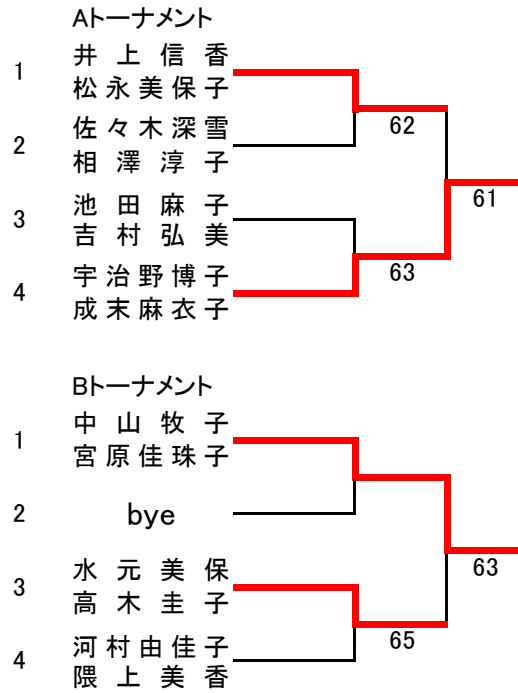 Aトーナメント
1 井上信香
松永美保子
62
2 佐々木深雪
相澤淳子
61
3 池田麻子
吉村弘美
63
4 宇治野博子
成末麻衣子
Bトーナメント
1 中山牧子
宮原佳珠子
2 bye
63
3 水元美保
高木圭子
65
4 河村由佳子
隈上美香